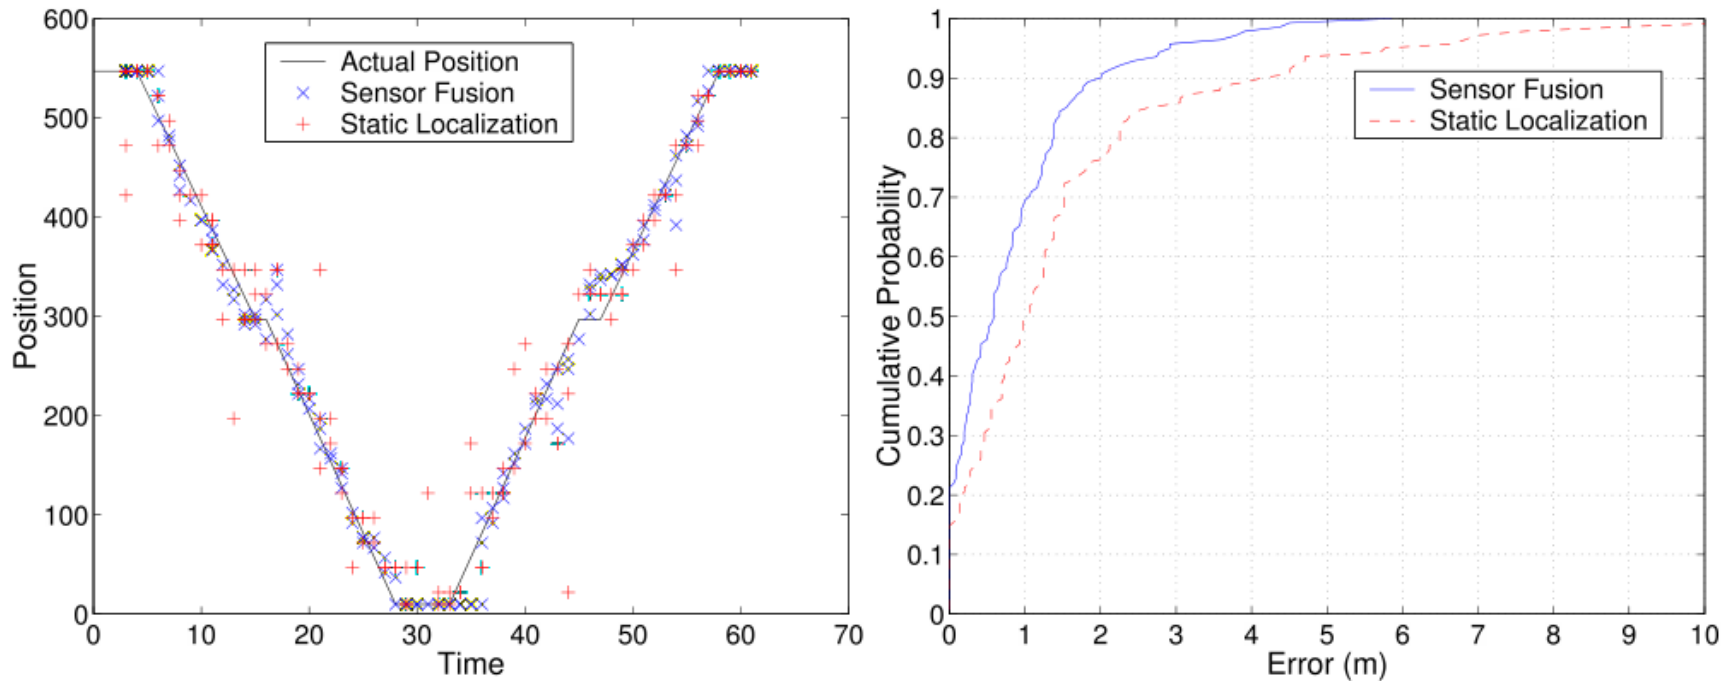 600
500
400
300
200
100
0
Position
0 10 20 30 40 50 60 70
Time
Actual Position
Sensor Fusion
Static Localization
1
0.9
0.8
0.7
0.6
0.5
0.4
0.3
0.2
0.1
0
Cumulative Probability
0 1 2 3 4 5 6 7 8 9 10
Error (m)
Sensor Fusion
Static Localization